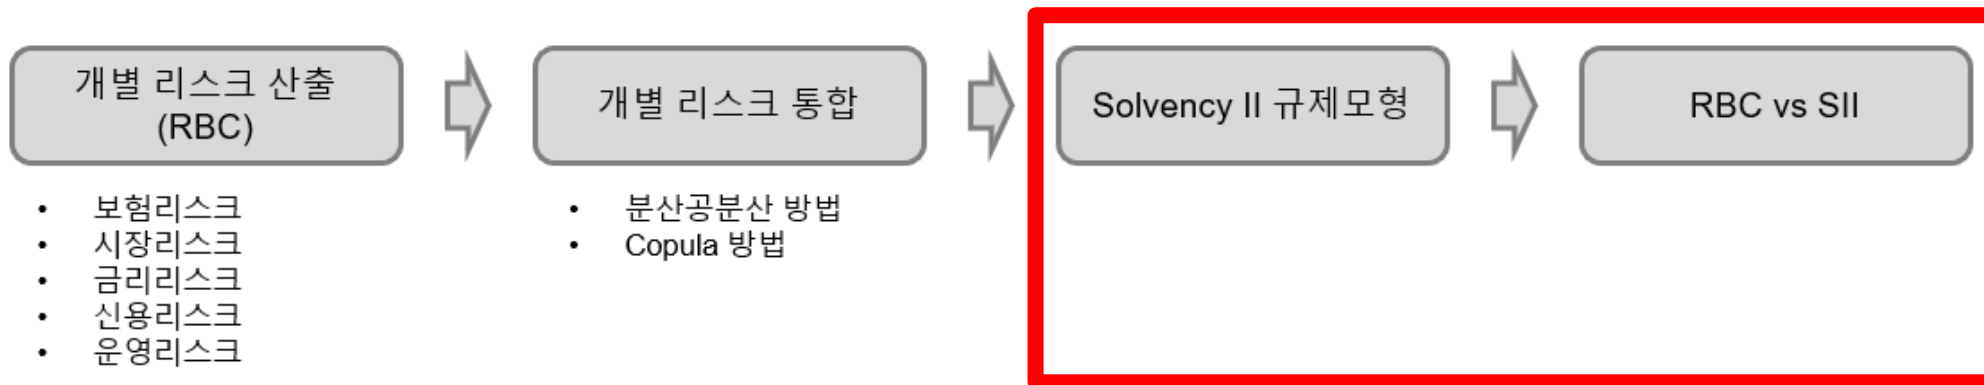 개별 리스크 산출
(RBC)
• 보험리스크
• 시장리스크
• 금리리스크
• 신용리스크
• 운영리스크
개별 리스크 통합
• 분산공분산 방법
• Copula 방법
Solvency II 규제모형
RBC vs SII